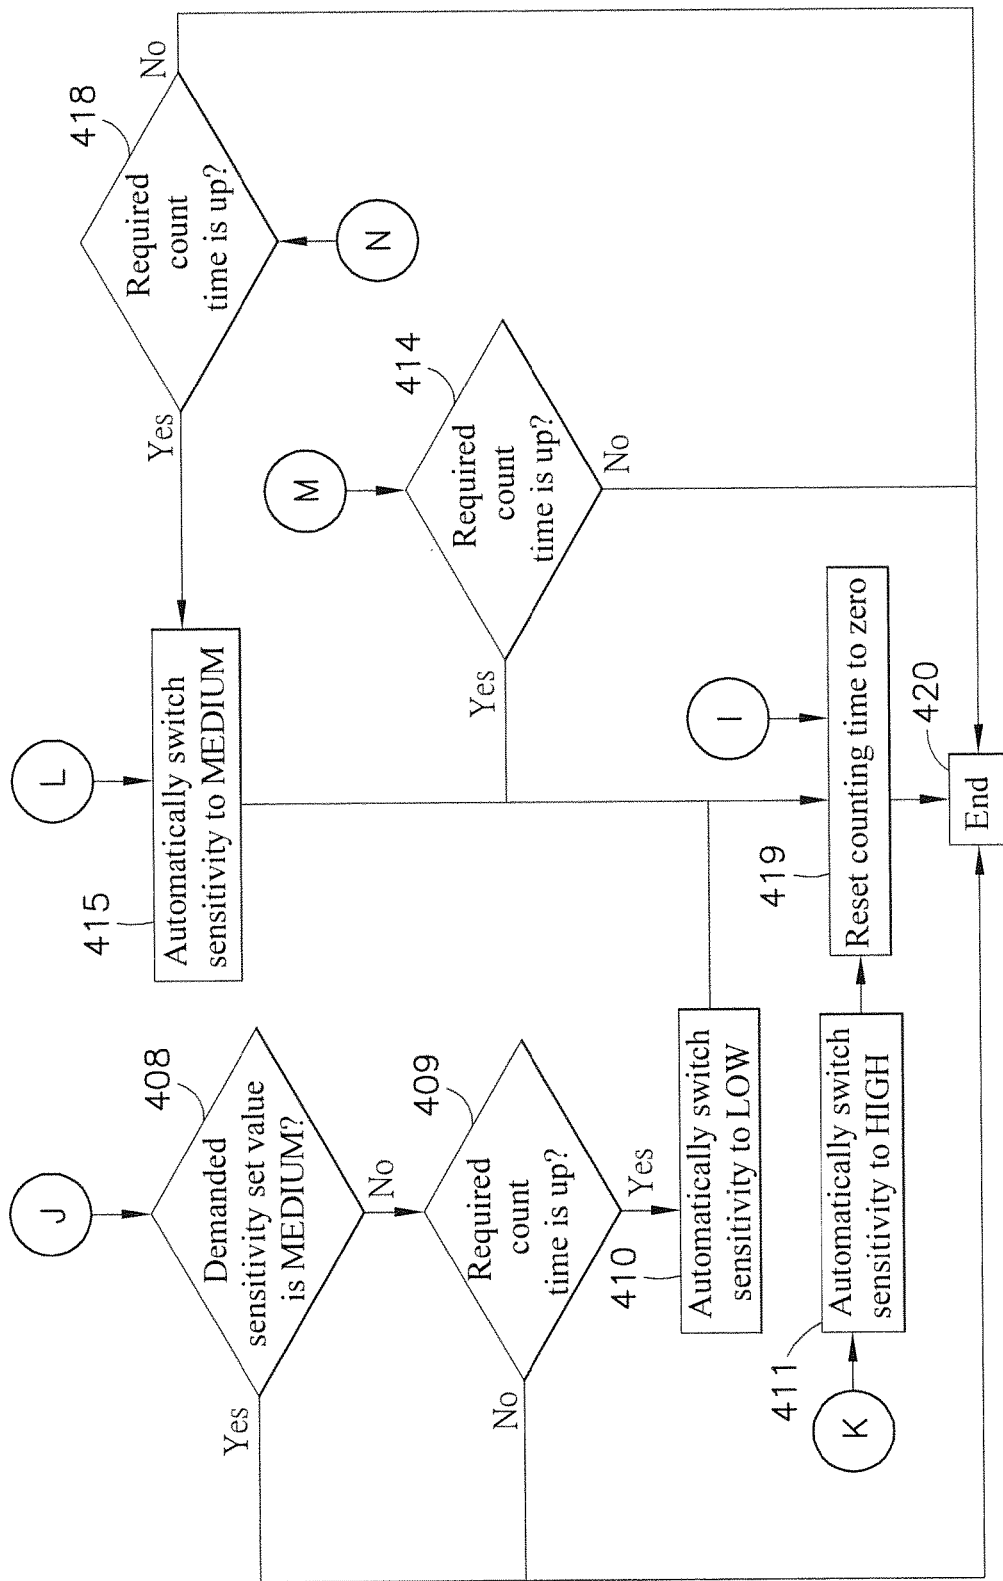 J
408
Demanded
sensitivity set value
is MEDIUM?
Yes
No
409
Required
count
time is up?
No
Yes
410
Automatically switch
sensitivity to LOW
K
411
Automatically switch
sensitivity to HIGH
L
415
Automatically switch
sensitivity to MEDIUM
M
414
Required
count
time is up?
Yes
No
N
418
Required
count
time is up?
Yes
No
I
419
Reset counting time to zero
420
End